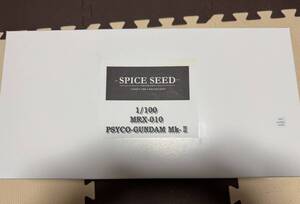 -SPICE SEED-
1/100
MRX-010
PSYCO-GUNDAM Mk-Ⅱ